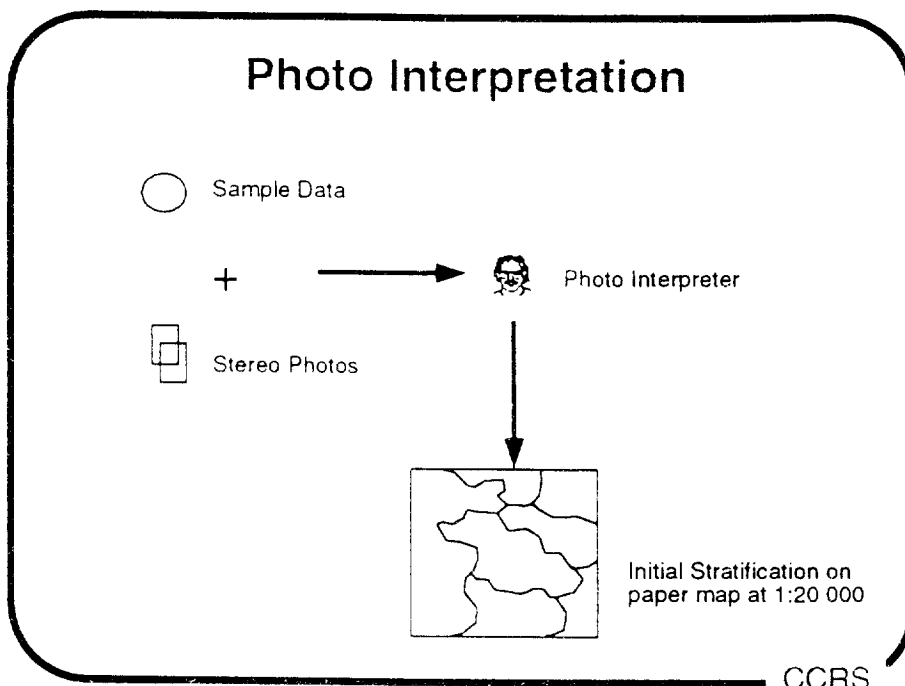 Photo Interpretation
Sample Data
+
Photo Interpreter
Stereo Photos
Initial Stratification on
paper map at 1:20 000
CCRS